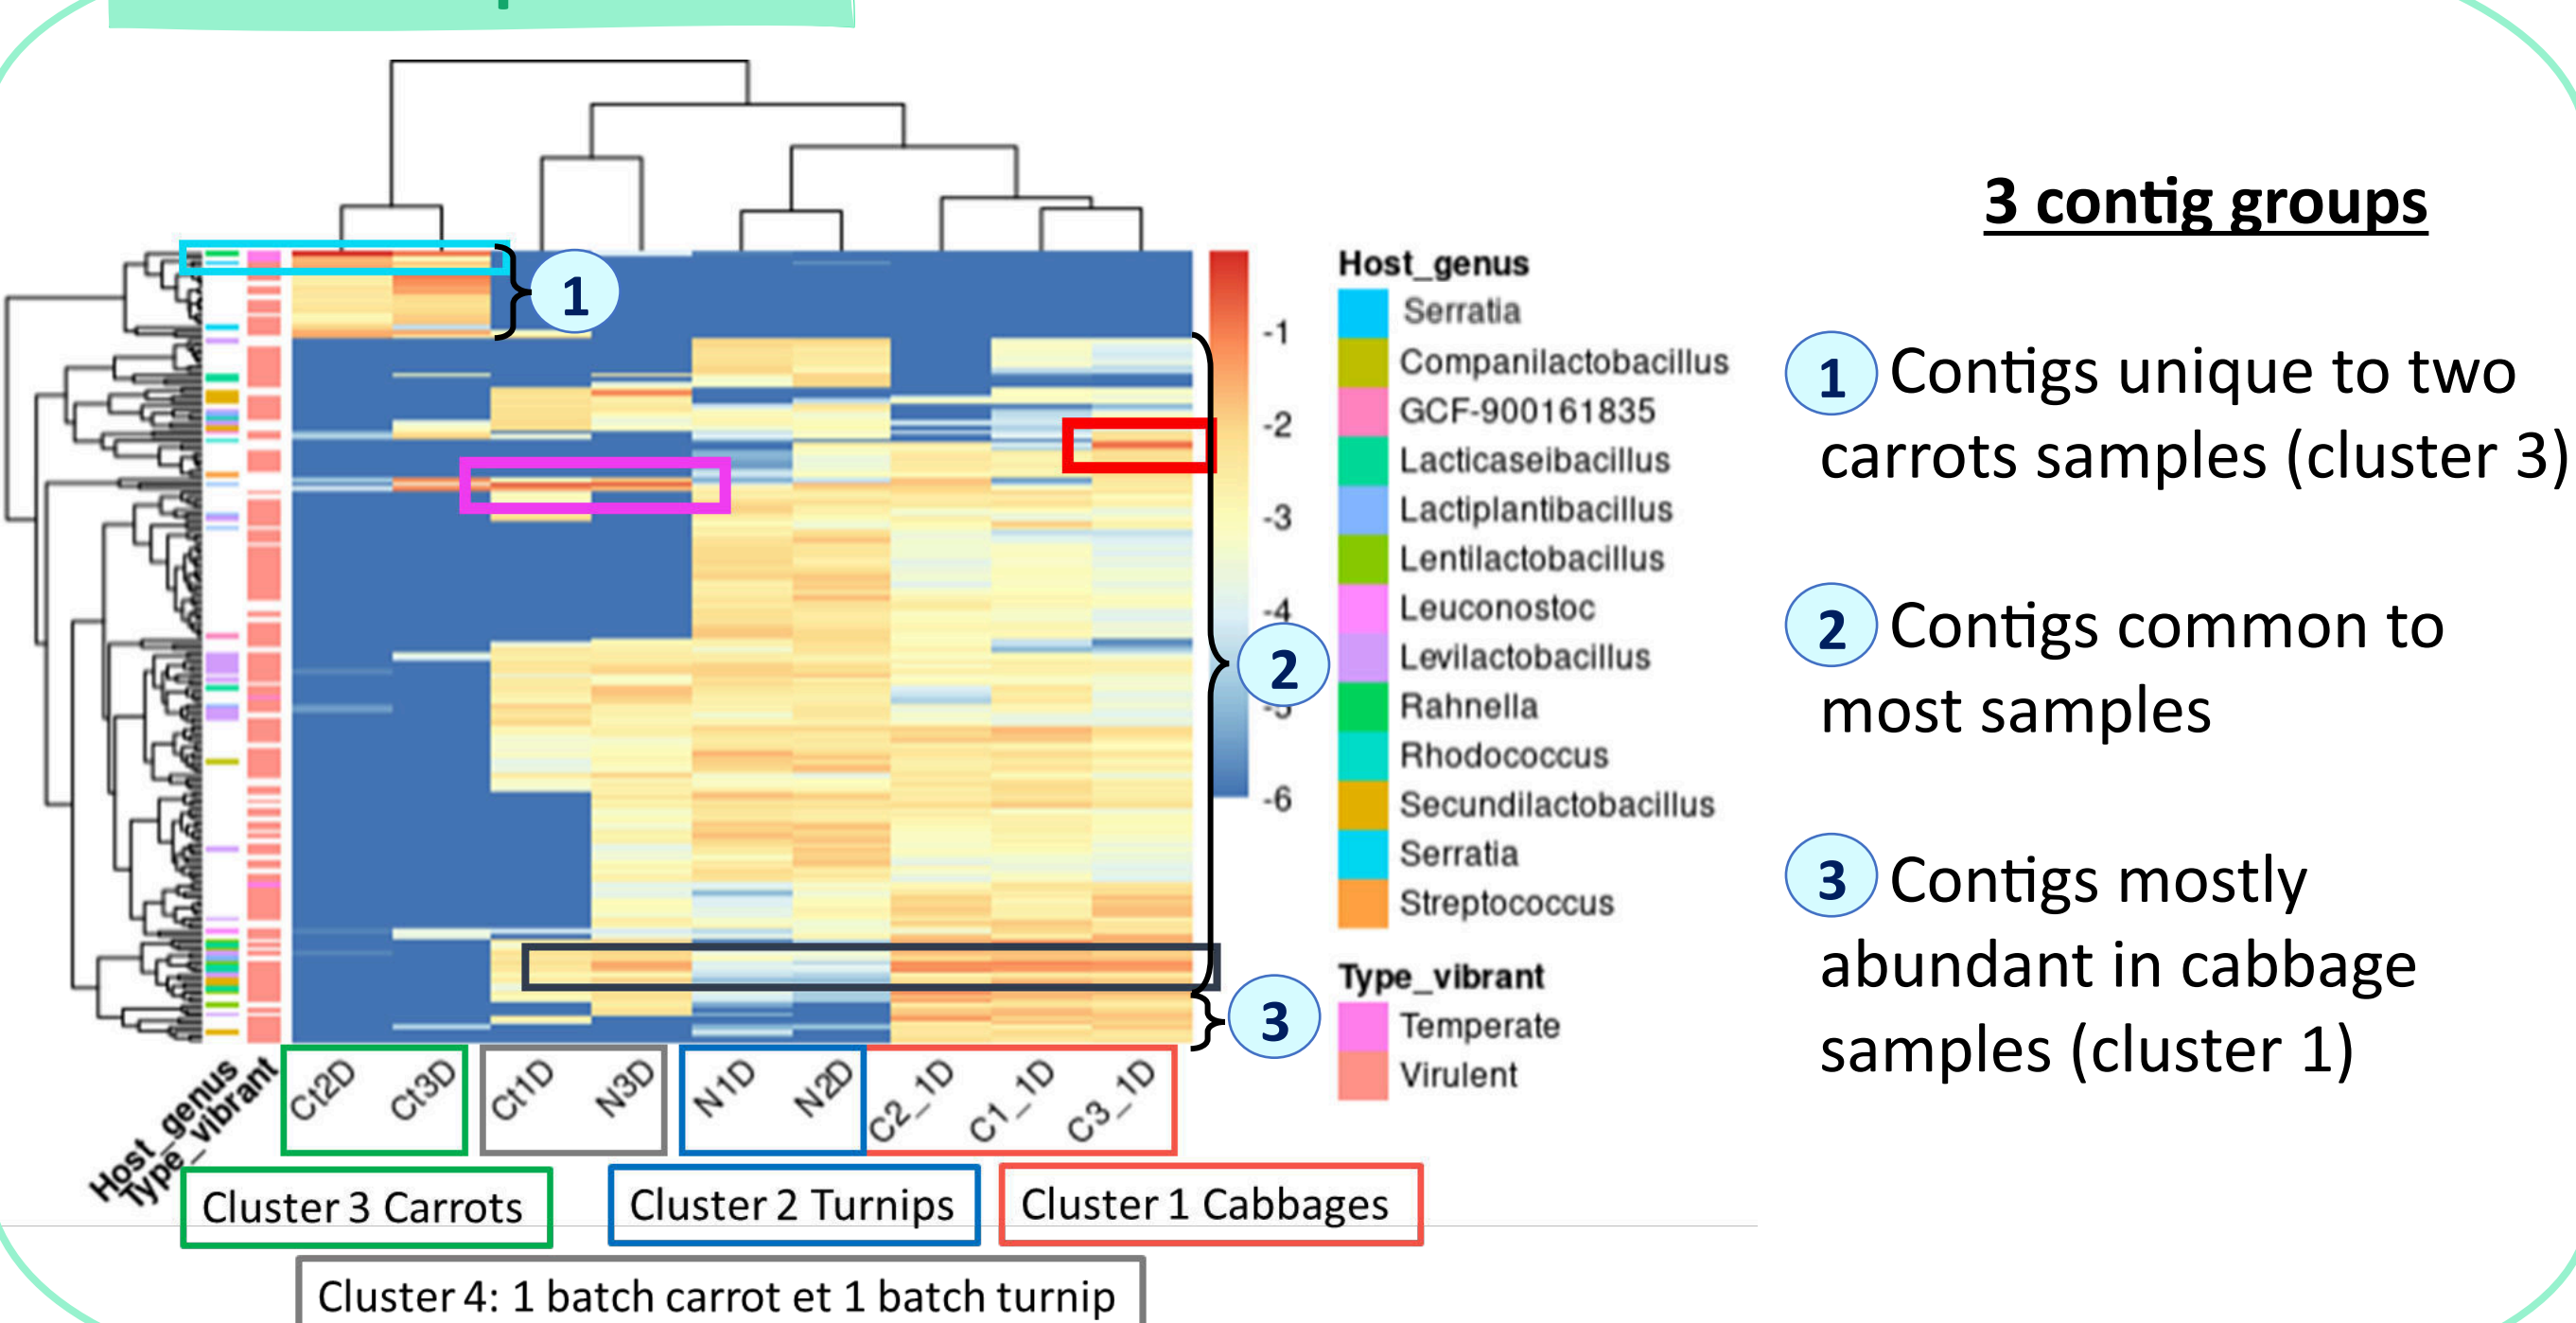 3 contig groups
1
-1
-2
-3
-4
-5
-6
2
3
Host_genus
Serratia
Companilactobacillus
GCF-900161835
Lacticaseibacillus
Lactiplantibacillus
Lentilactobacillus
Leuconostoc
Levilactobacillus
Rahnella
Rhodococcus
Secundilactobacillus
Serratia
Streptococcus
Type_vibrant
Temperate
Virulent
1 Contigs unique to two
carrots samples (cluster 3)
2 Contigs common to
most samples
3 Contigs mostly
abundant in cabbage
samples (cluster 1)
Host_genus
Type_vibrant
Ct2D
Ct3D
Ct1D
N3D
N1D
N2D
C2_1D
C1_1D
C3_1D
Cluster 3 Carrots
Cluster 2 Turnips
Cluster 1 Cabbages
Cluster 4: 1 batch carrot et 1 batch turnip